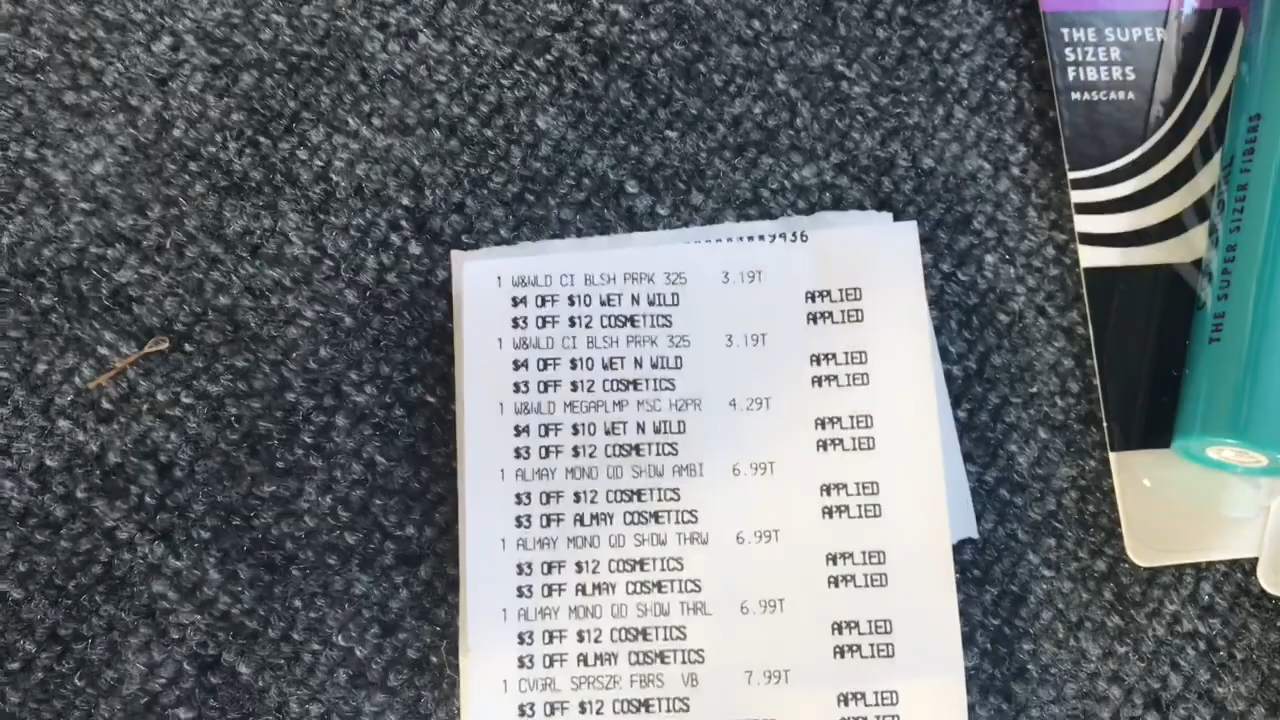 THE SUPER
SIZER
FIBERS
MASCARA
THE SUPER SIZER FIBERS
9436
1 W&WLD CI BLSH PRPK 325 3.19T
$4 OFF $10 WET N WILD APPLIED
$3 OFF $12 COSMETICS APPLIED
1 W&WLD CI BLSH PRPK 325 3.19T
$4 OFF $10 WET N WILD APPLIED
$3 OFF $12 COSMETICS APPLIED
1 W&WLD MEGAPLMP MSC H2PR 4.29T
$4 OFF $10 WET N WILD APPLIED
$3 OFF $12 COSMETICS APPLIED
1 ALMAY MONO QD SHDW AMBI 6.99T
$3 OFF $12 COSMETICS APPLIED
$3 OFF ALMAY COSMETICS APPLIED
1 ALMAY MONO QD SHDW THRW 6.99T
$3 OFF $12 COSMETICS APPLIED
$3 OFF ALMAY COSMETICS APPLIED
1 ALMAY MONO QD SHDW THRL 6.99T
$3 OFF $12 COSMETICS APPLIED
$3 OFF ALMAY COSMETICS APPLIED
1 CVGRL SPRSZR FBRS VB 7.99T
$3 OFF $12 COSMETICS APPLIED